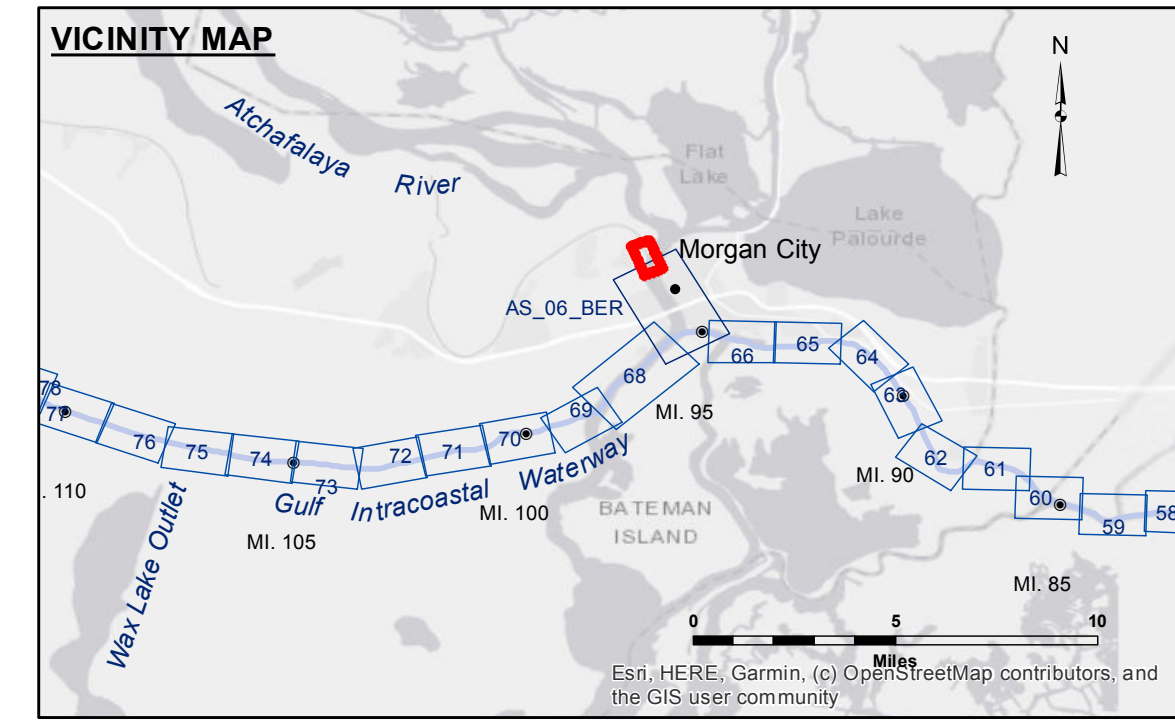 VICINITY MAP
N
Atchafalaya
River
Flat
Lake
Lake
Palourde
Morgan City
AS_06_BER
66
65
64
63
62
61
60
59
58
68
69
70
71
72
73
74
75
76
77
78
MI. 95
MI. 90
MI. 85
MI. 100
MI. 105
. 110
Gulf Intracoastal Waterway
Wax Lake Outlet
BATEMAN
ISLAND
0 5 10
Miles
Esri, HERE, Garmin, (c) OpenStreetMap contributors, and
the GIS user community